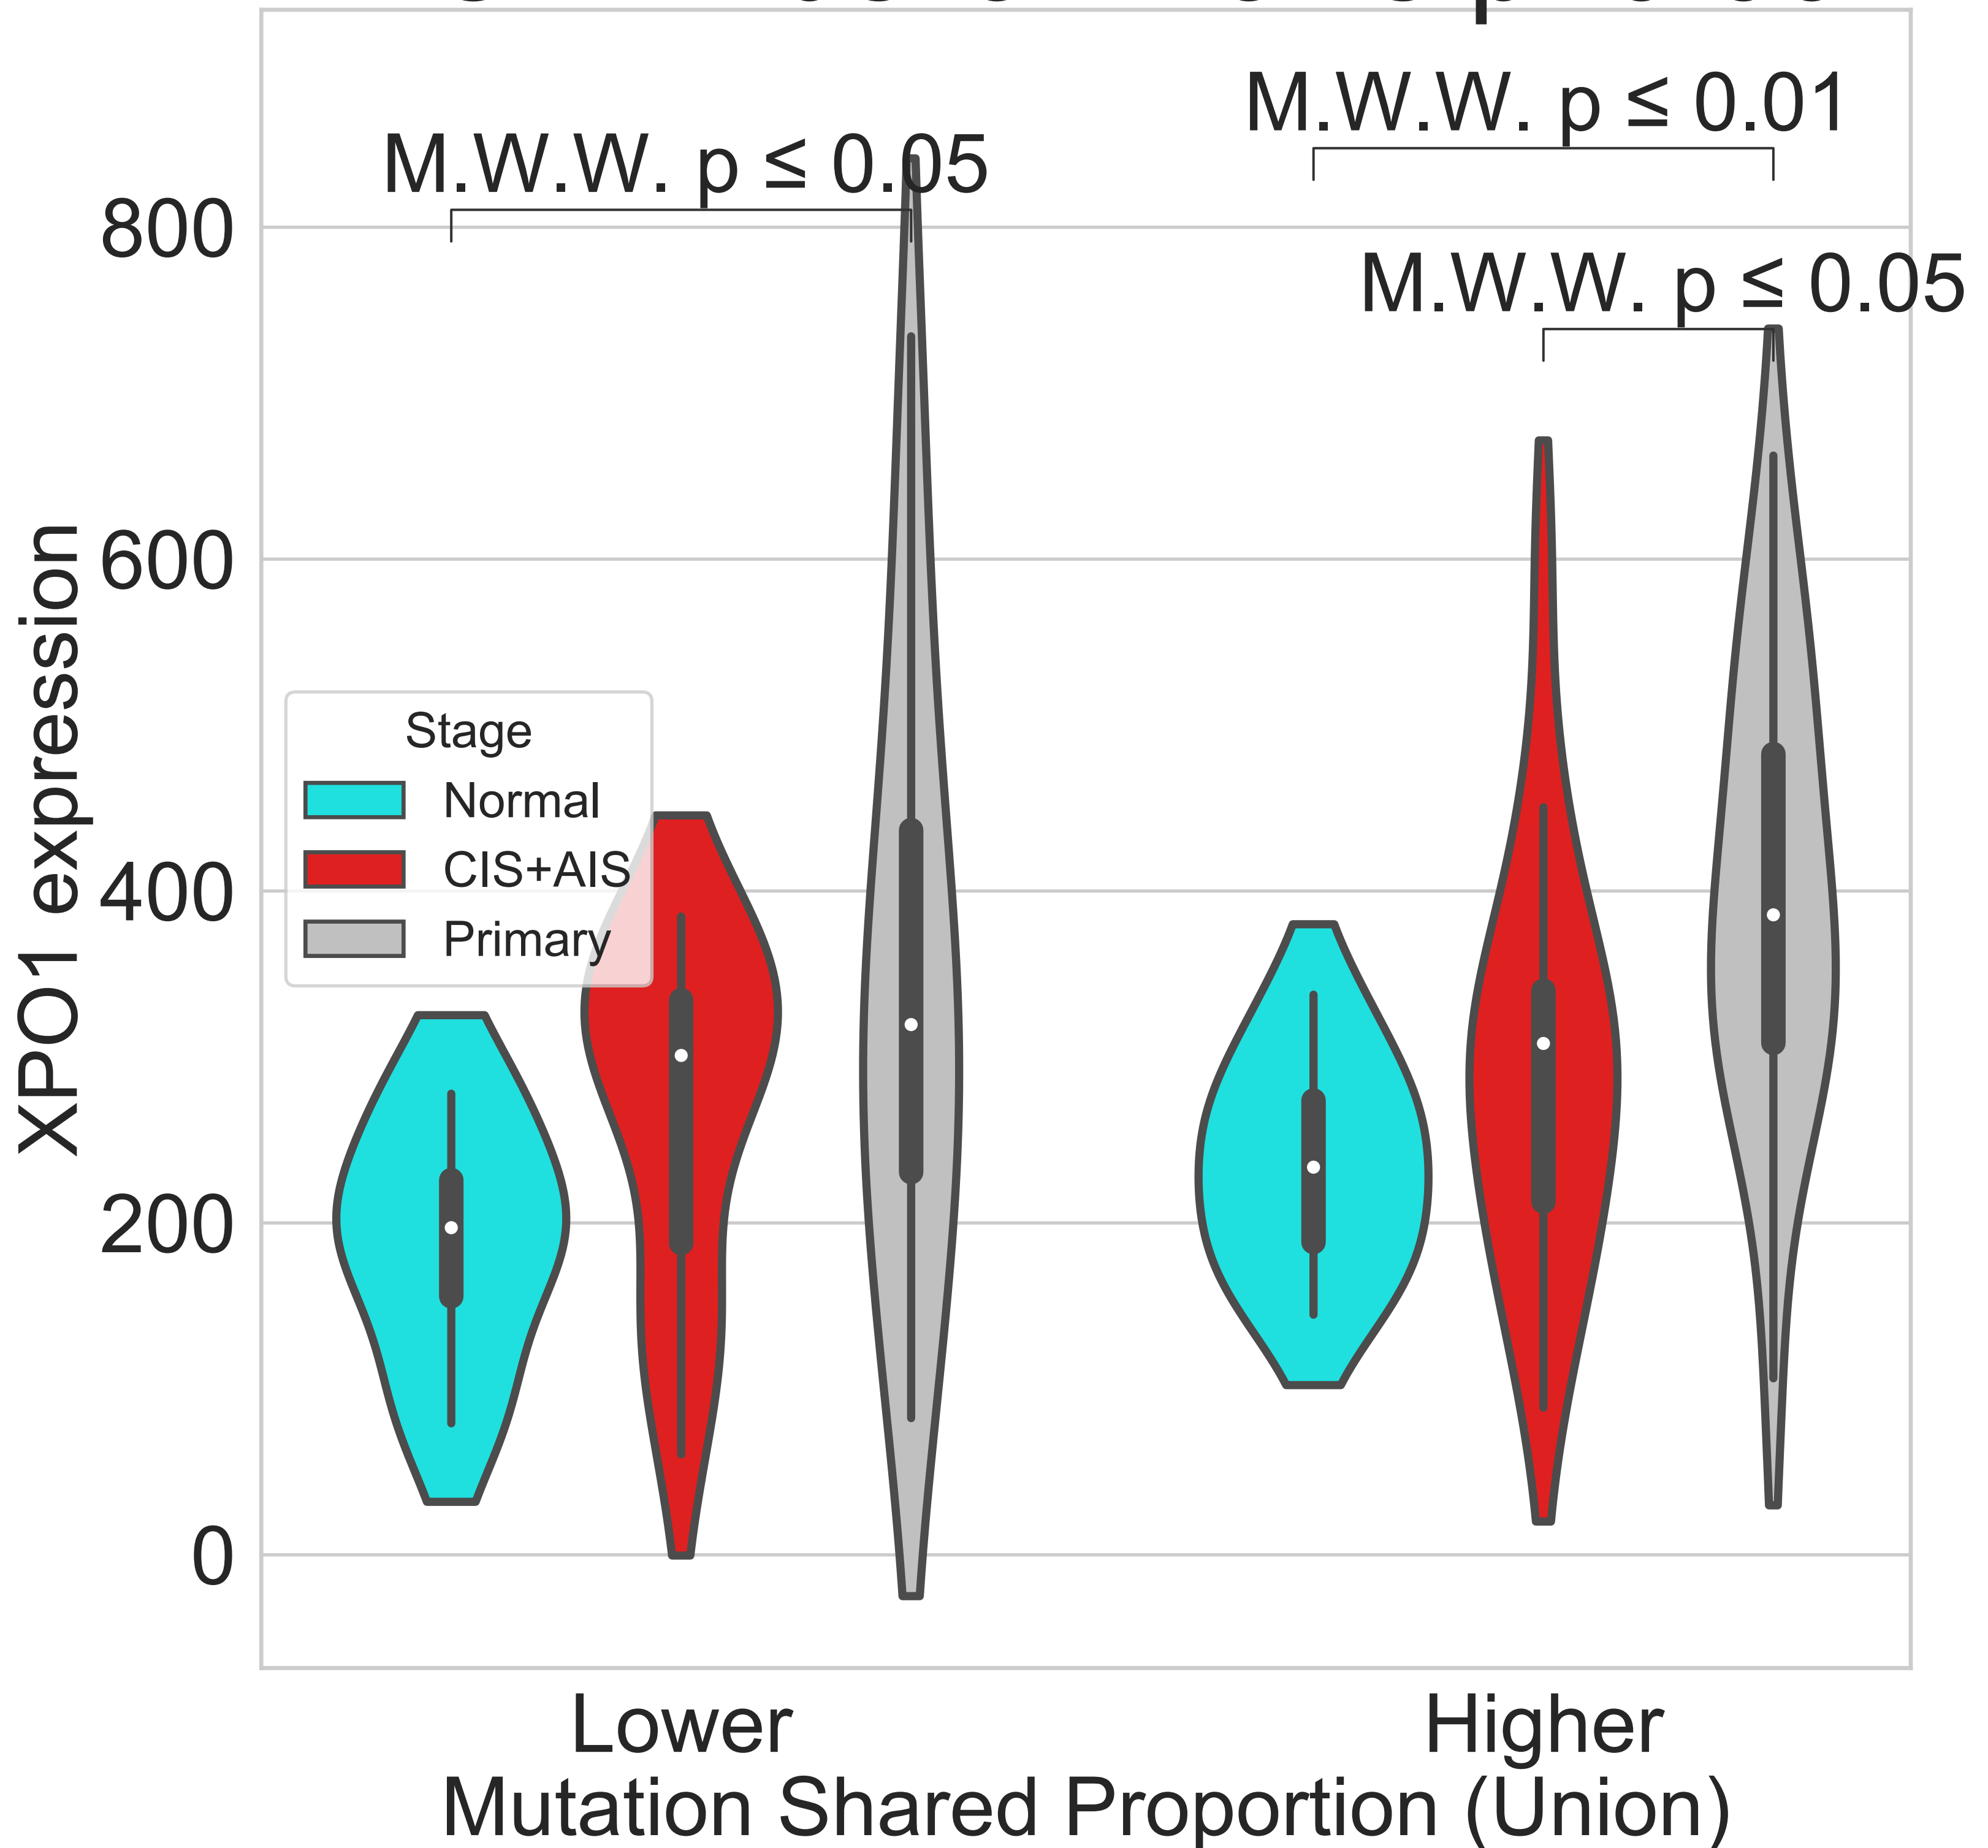 M.W.W. p ≤ 0.01
M.W.W. p ≤ 0.05
M.W.W. p ≤ 0.05
800
600
400
200
0
XPO1 expression
Stage
Normal
CIS+AIS
Primary
Lower
Higher
Mutation Shared Proportion (Union)